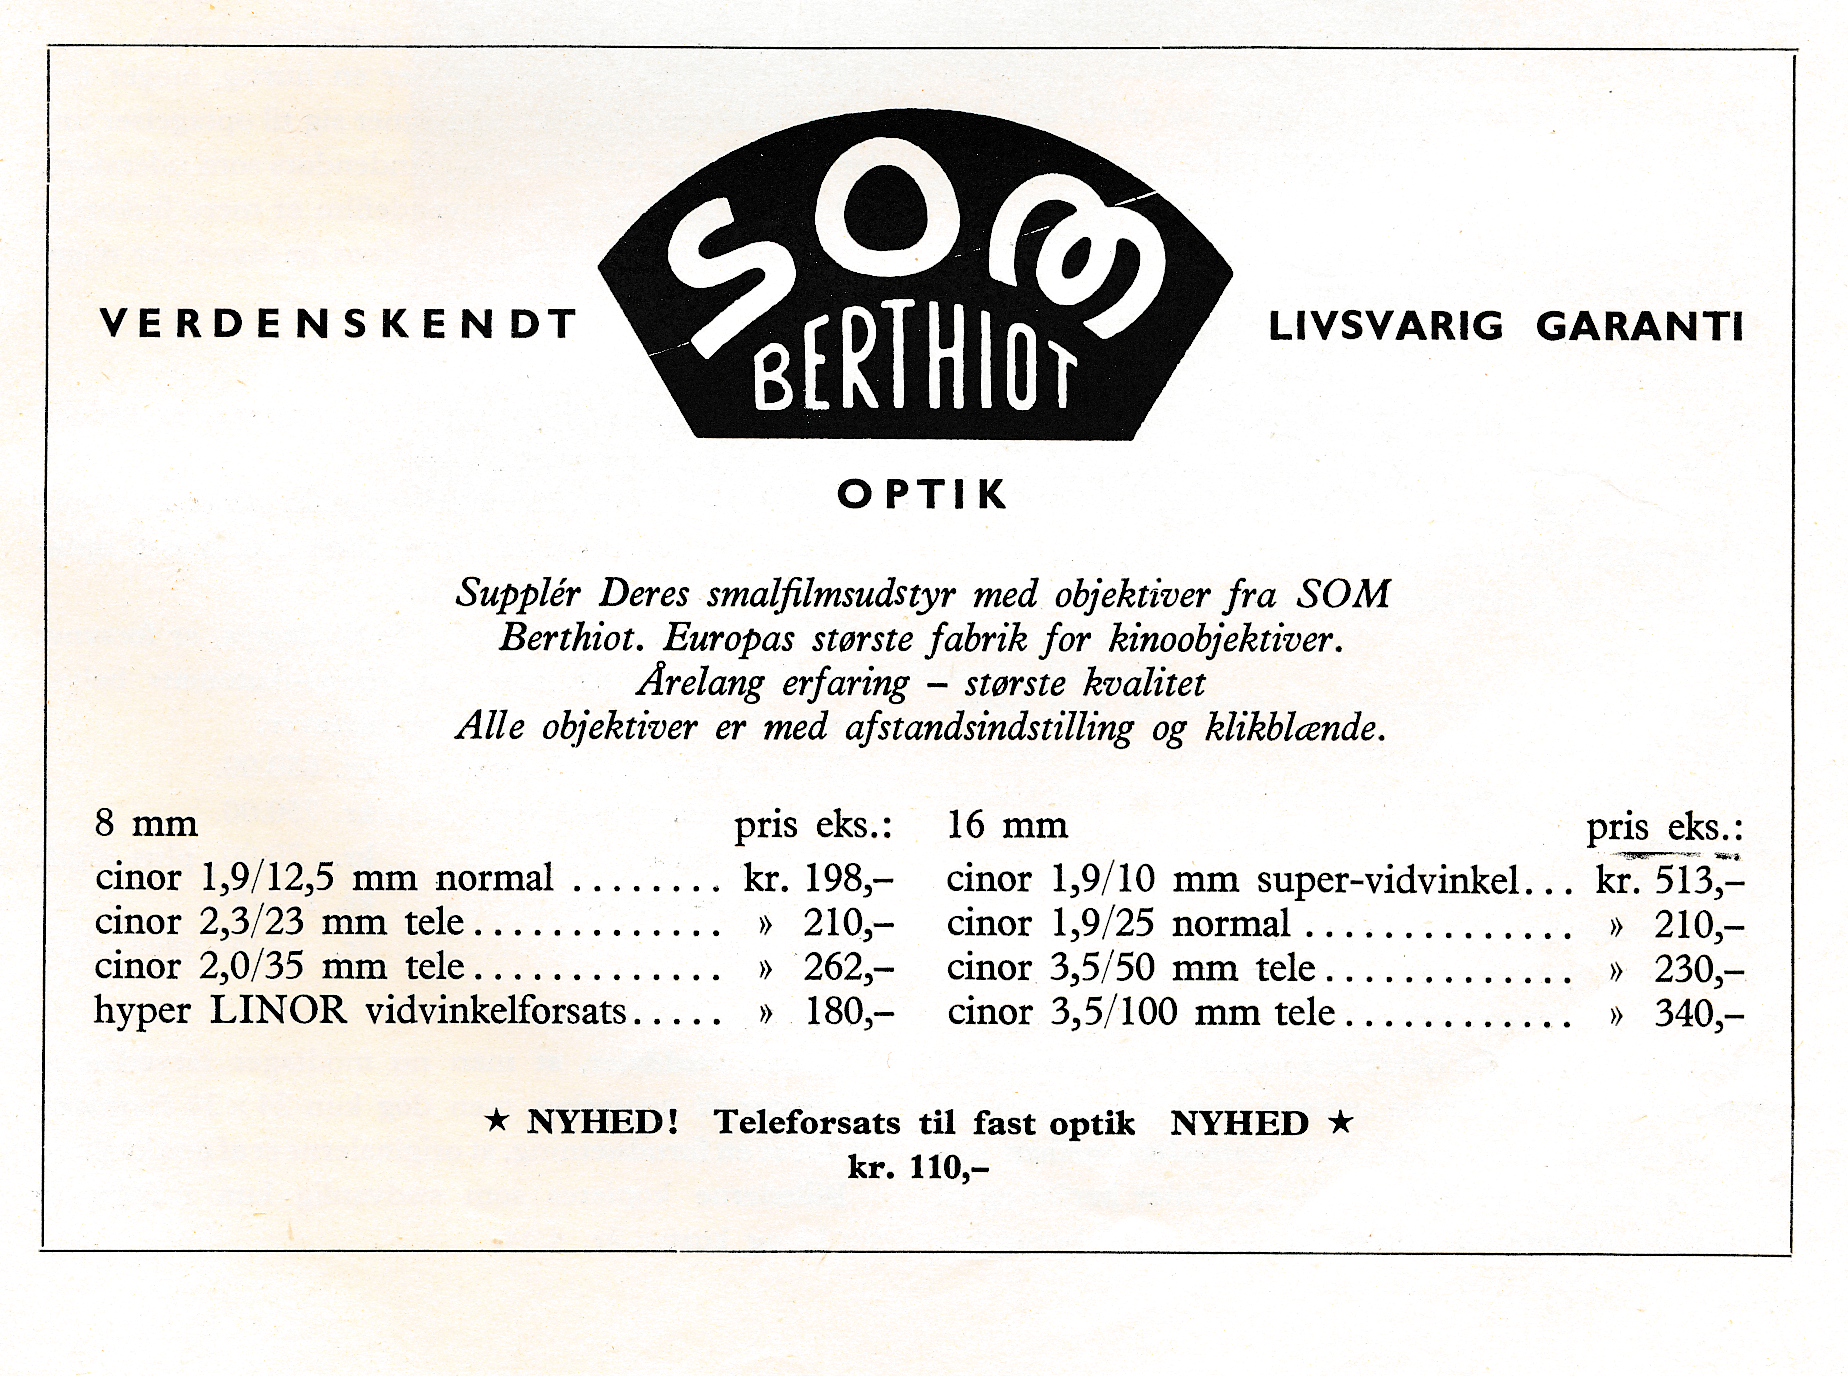 SOM
BERTHIOT
VERDENSKENDT
LIVSVARIG GARANTI
OPTIK
Supplér Deres smalfilmsudstyr med objektiver fra SOM
Berthiot. Europas største fabrik for kinoobjektiver.
Årelang erfaring – største kvalitet
Alle objektiver er med afstandsindstilling og klikblænde.
8 mm pris eks.:
cinor 1,9/12,5 mm normal ........ kr. 198,–
cinor 2,3/23 mm tele............. » 210,–
cinor 2,0/35 mm tele............. » 262,–
hyper LINOR vidvinkelforsats..... » 180,–
16 mm pris eks.:
cinor 1,9/10 mm super-vidvinkel... kr. 513,–
cinor 1,9/25 normal .............. » 210,–
cinor 3,5/50 mm tele............. » 230,–
cinor 3,5/100 mm tele............ » 340,–
★ NYHED! Teleforsats til fast optik NYHED ★
kr. 110,–